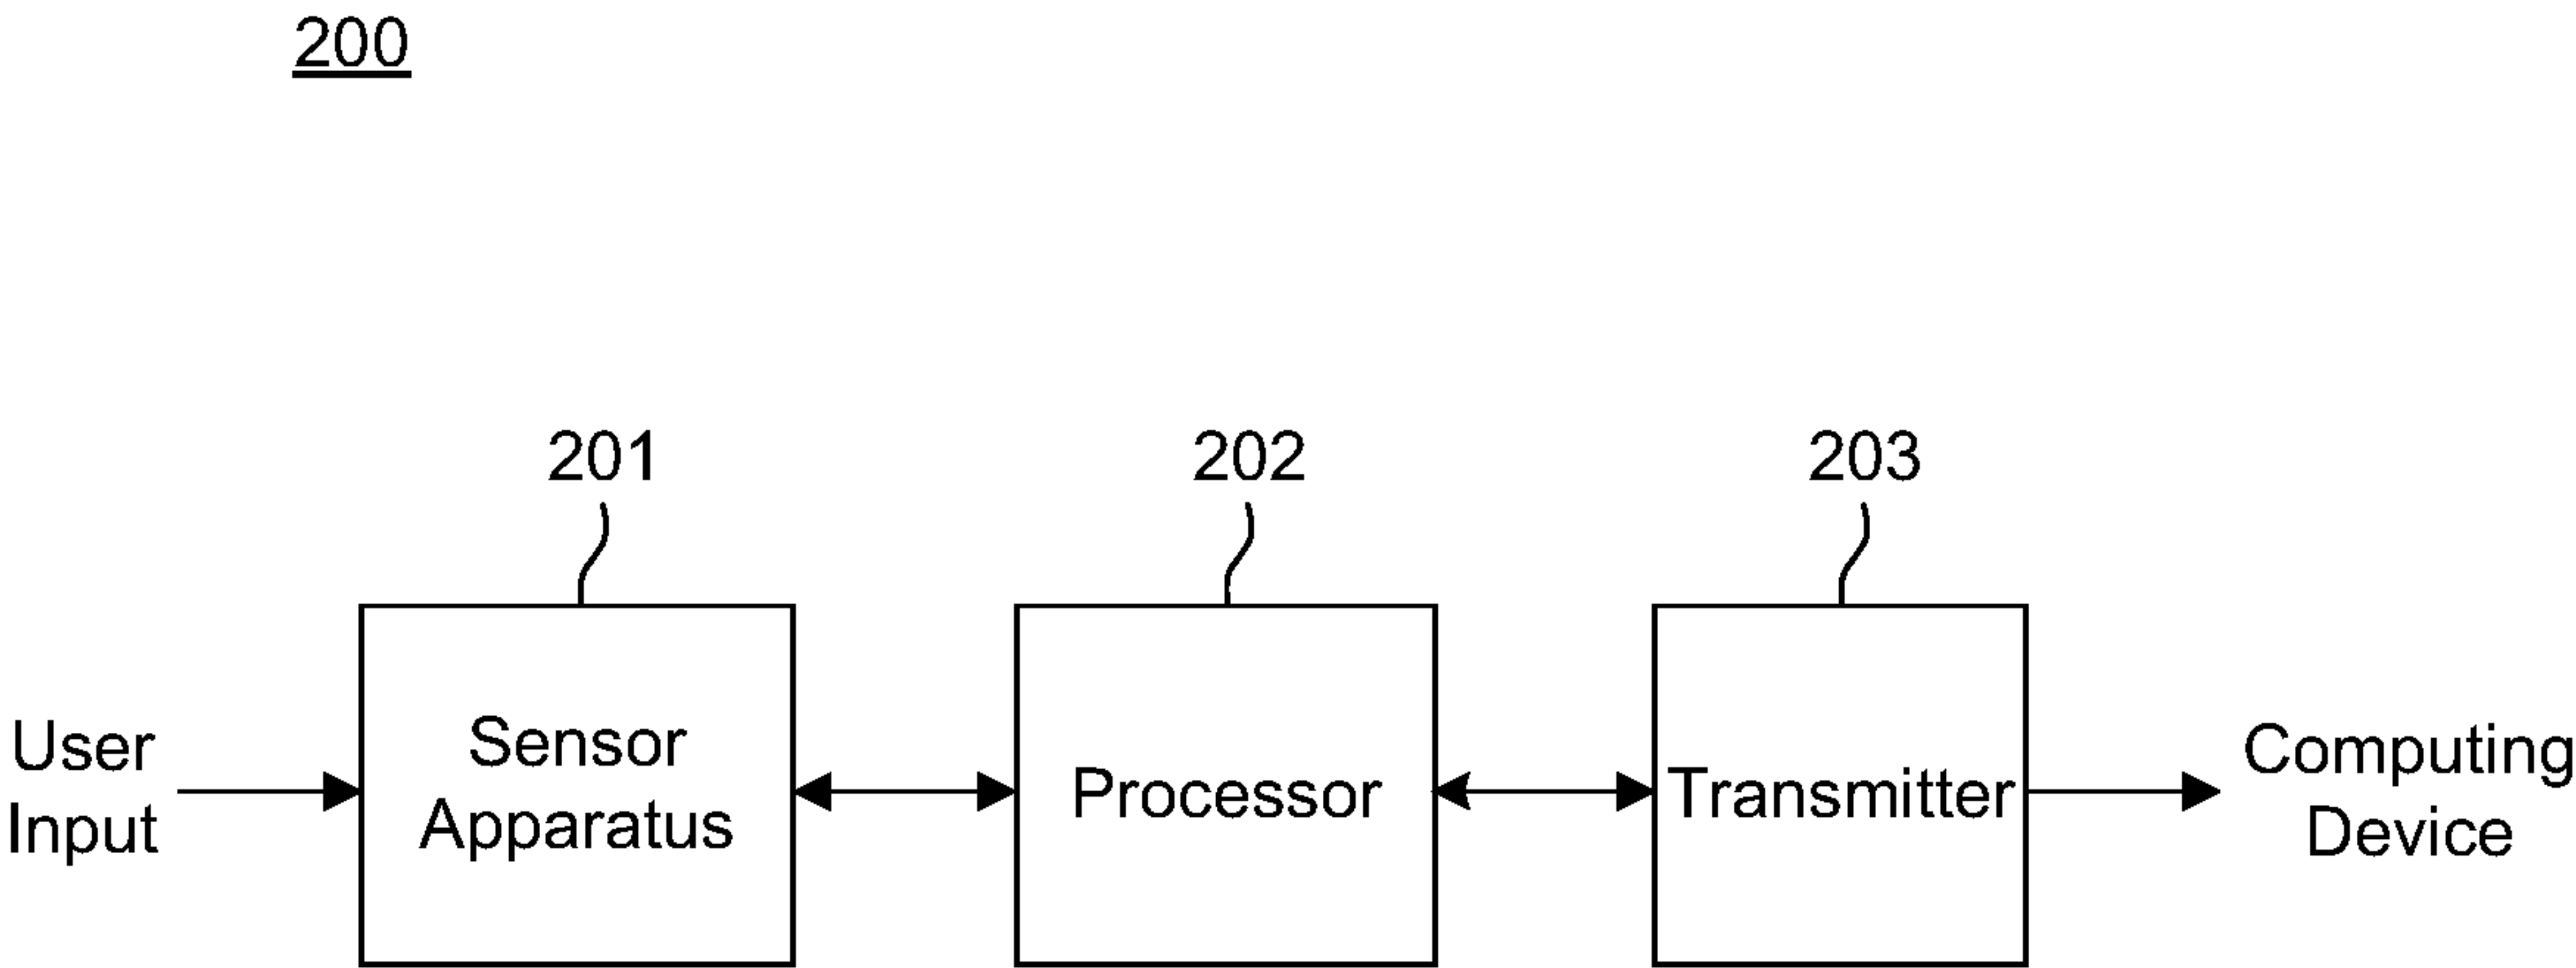 200
201
202
203
User
Input
Sensor
Apparatus
Processor
Transmitter
Computing
Device